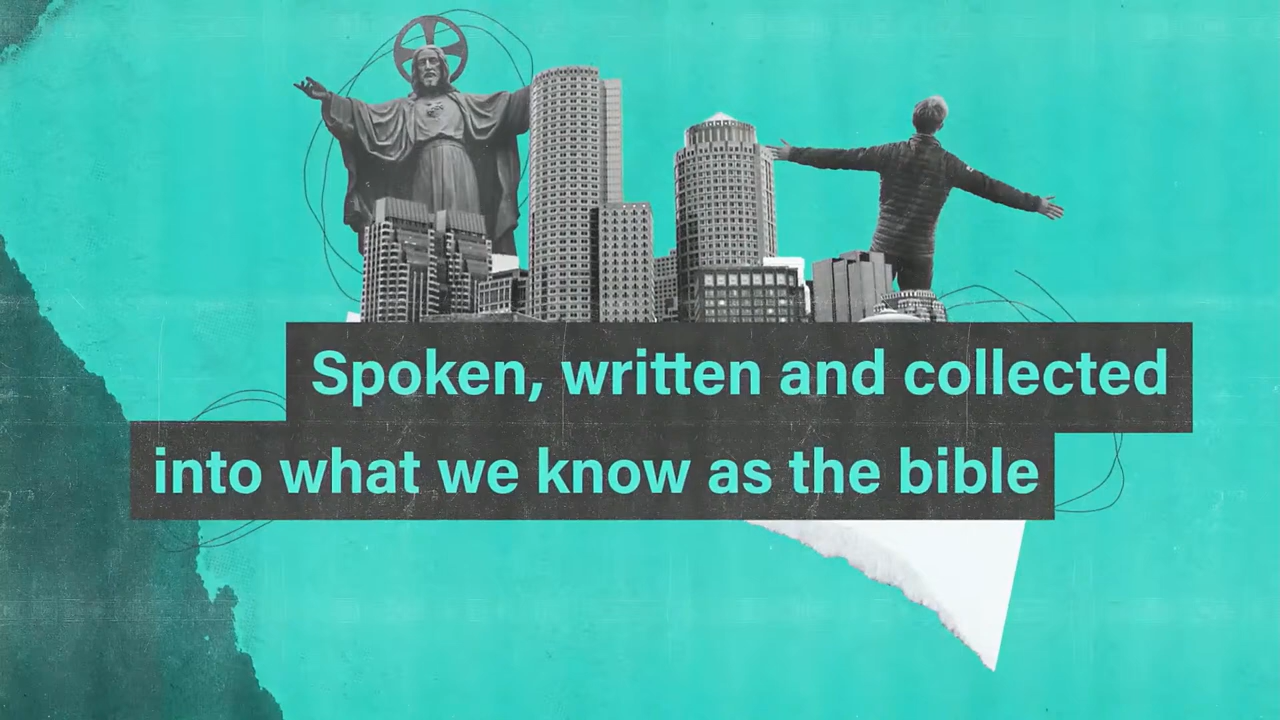 Spoken, written and collected
into what we know as the bible